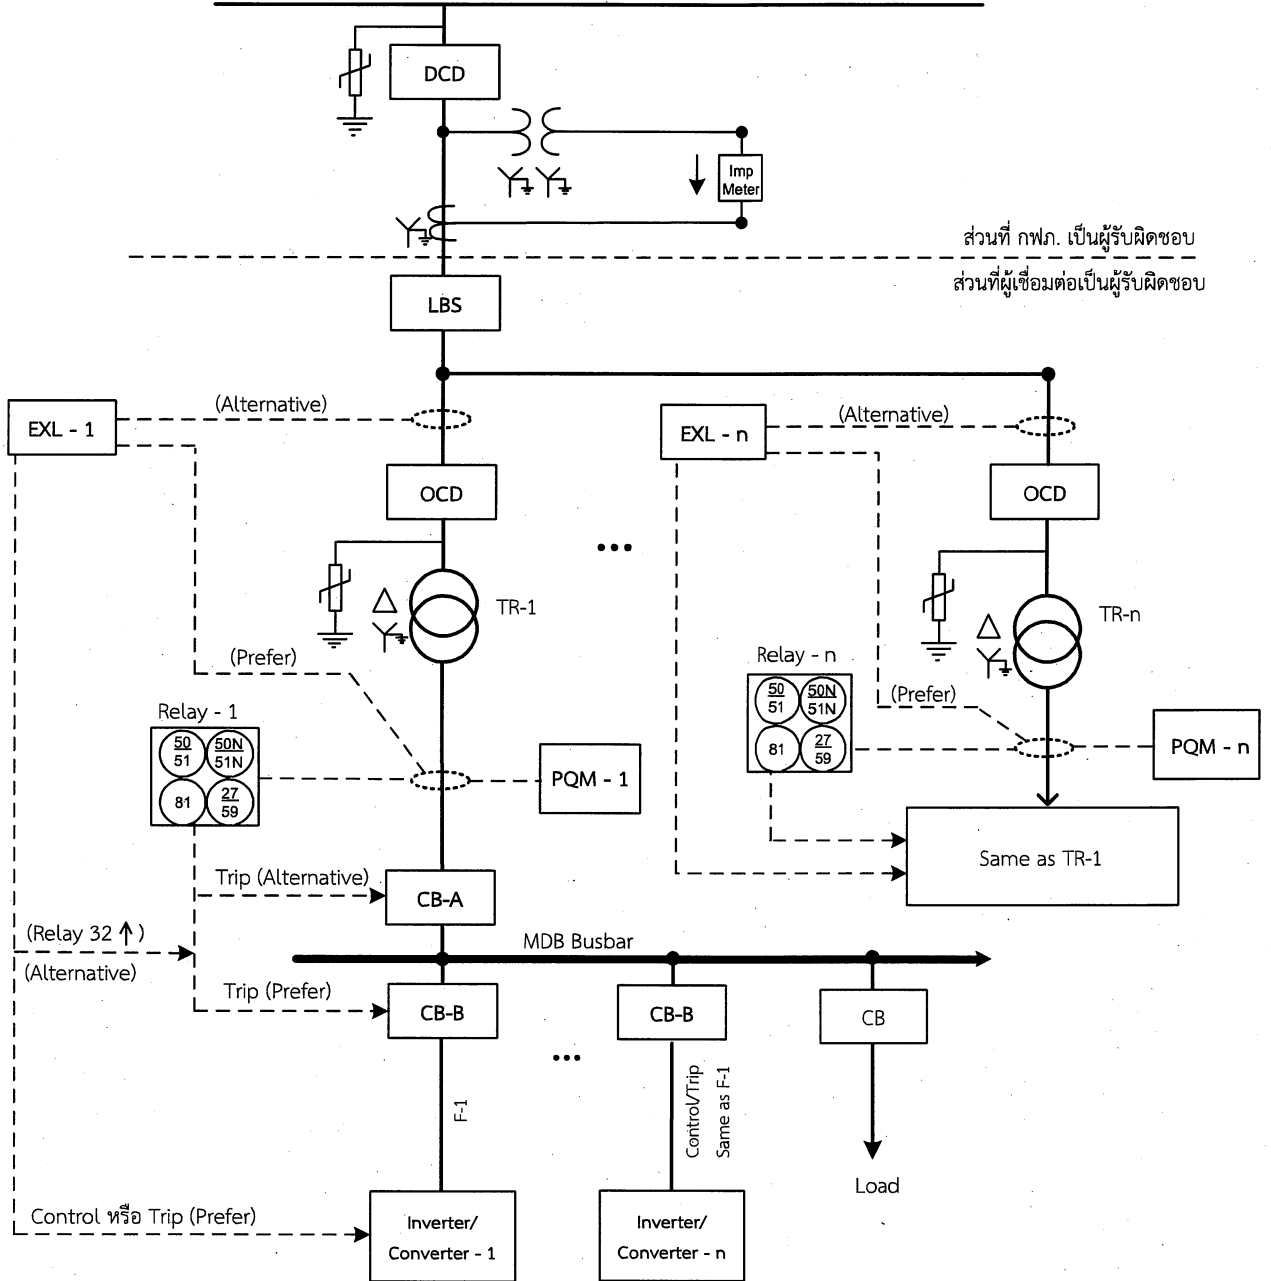 DCD
Imp
Meter
ส่วนที่ กฟภ. เป็นผู้รับผิดชอบ
ส่วนที่ผู้เชื่อมต่อเป็นผู้รับผิดชอบ
LBS
(Alternative)
EXL - 1
(Alternative)
EXL - n
OCD
OCD
TR-1
TR-n
(Prefer)
Relay - n
50
51
50N
51N
81
27
59
(Prefer)
PQM - n
Relay - 1
50
51
50N
51N
81
27
59
PQM - 1
Same as TR-1
Trip (Alternative)
CB-A
(Relay 32 ↑ )
(Alternative)
MDB Busbar
Trip (Prefer)
CB-B
CB-B
CB
F-1
Control/Trip
Same as F-1
Load
Control หรือ Trip (Prefer)
Inverter/
Converter - 1
Inverter/
Converter - n